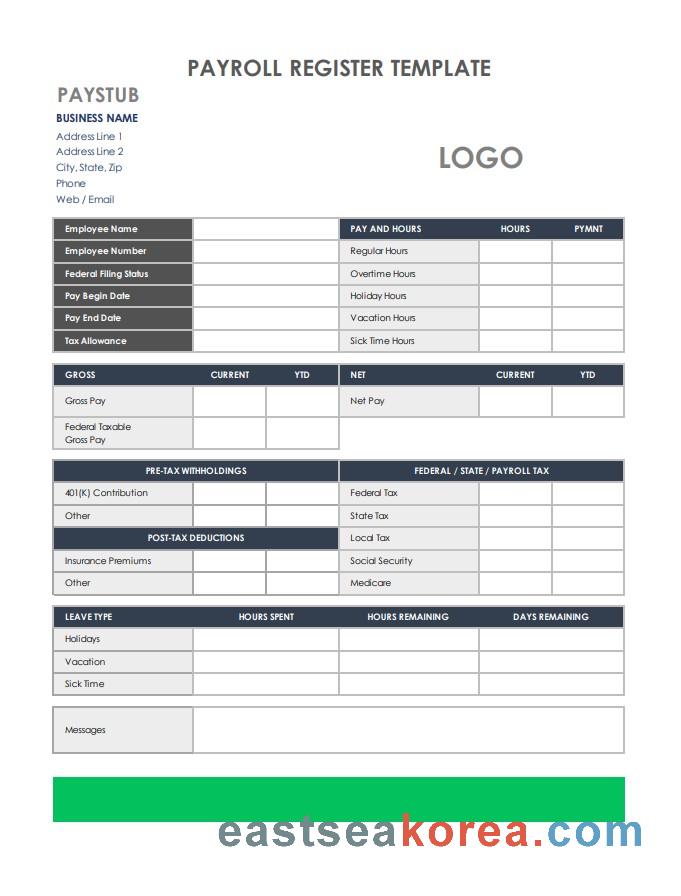 PAYROLL REGISTER TEMPLATE
PAYSTUB
BUSINESS NAME
Address Line 1
Address Line 2
City, State, Zip
Phone
Web / Email
LOGO
Employee Name
Employee Number
Federal Filing Status
Pay Begin Date
Pay End Date
Tax Allowance
PAY AND HOURS HOURS PYMNT
Regular Hours
Overtime Hours
Holiday Hours
Vacation Hours
Sick Time Hours
GROSS CURRENT YTD
Gross Pay
Federal Taxable
Gross Pay
NET CURRENT YTD
Net Pay
PRE-TAX WITHHOLDINGS
401(K) Contribution
Other
POST-TAX DEDUCTIONS
Insurance Premiums
Other
FEDERAL / STATE / PAYROLL TAX
Federal Tax
State Tax
Local Tax
Social Security
Medicare
LEAVE TYPE HOURS SPENT HOURS REMAINING DAYS REMAINING
Holidays
Vacation
Sick Time
Messages
eastseakorea.com